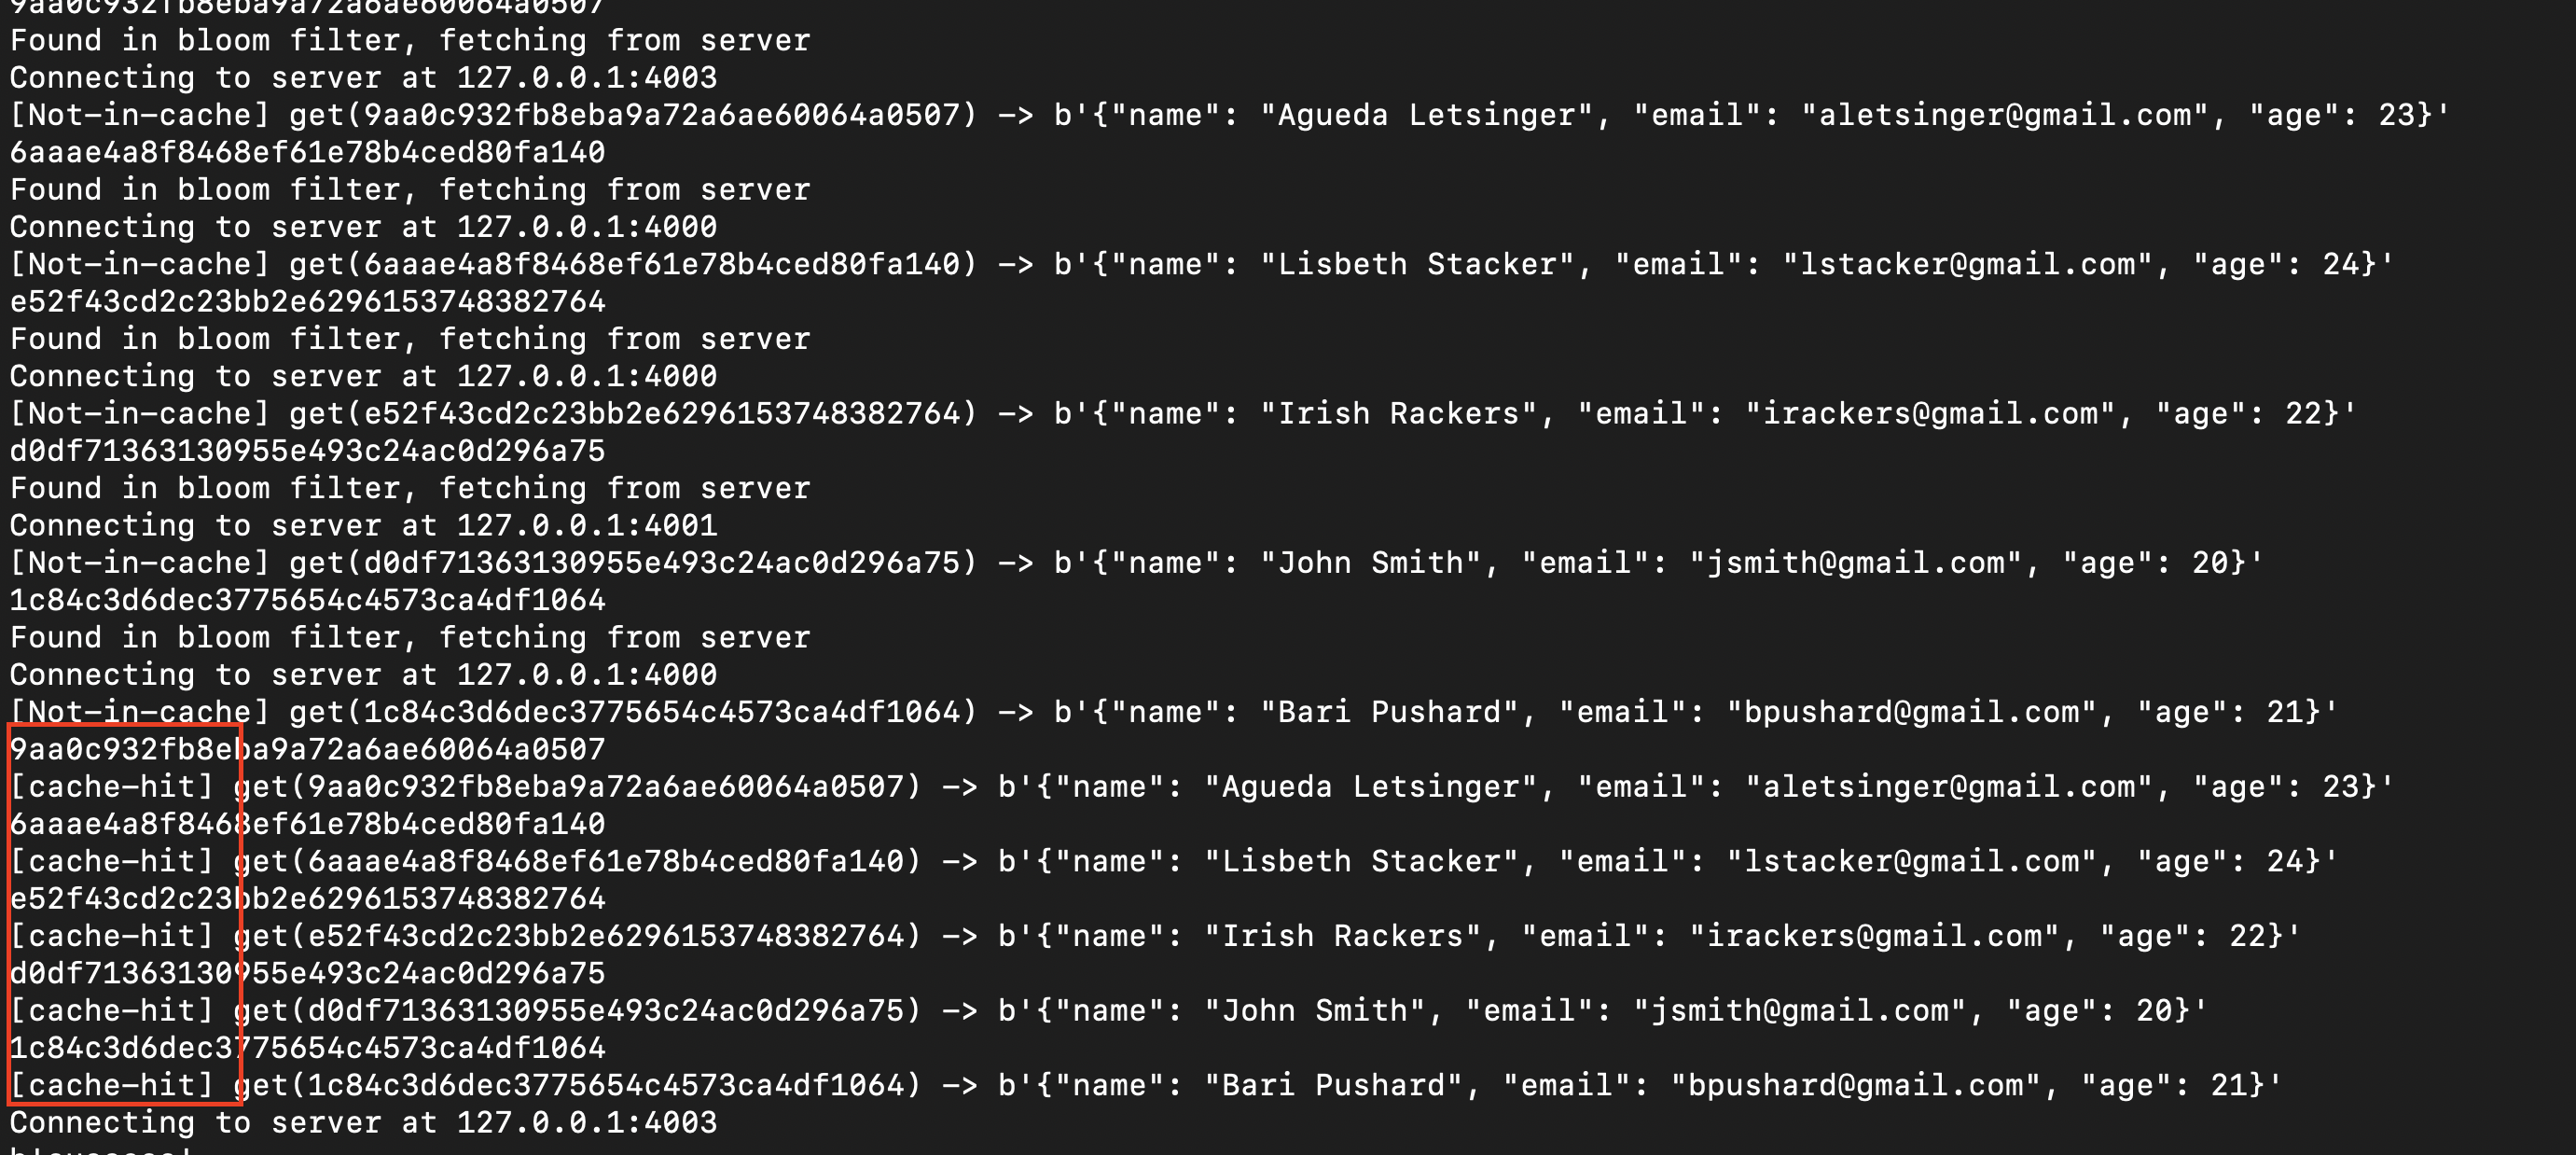 9aa0c932fb8eba9a72a6ae60064a0507
Found in bloom filter, fetching from server
Connecting to server at 127.0.0.1:4003
[Not-in-cache] get(9aa0c932fb8eba9a72a6ae60064a0507) -> b'{"name": "Agueda Letsinger", "email": "aletsinger@gmail.com", "age": 23}'
6aaae4a8f8468ef61e78b4ced80fa140
Found in bloom filter, fetching from server
Connecting to server at 127.0.0.1:4000
[Not-in-cache] get(6aaae4a8f8468ef61e78b4ced80fa140) -> b'{"name": "Lisbeth Stacker", "email": "lstacker@gmail.com", "age": 24}'
e52f43cd2c23bb2e6296153748382764
Found in bloom filter, fetching from server
Connecting to server at 127.0.0.1:4000
[Not-in-cache] get(e52f43cd2c23bb2e6296153748382764) -> b'{"name": "Irish Rackers", "email": "irackers@gmail.com", "age": 22}'
d0df71363130955e493c24ac0d296a75
Found in bloom filter, fetching from server
Connecting to server at 127.0.0.1:4001
[Not-in-cache] get(d0df71363130955e493c24ac0d296a75) -> b'{"name": "John Smith", "email": "jsmith@gmail.com", "age": 20}'
1c84c3d6dec3775654c4573ca4df1064
Found in bloom filter, fetching from server
Connecting to server at 127.0.0.1:4000
[Not-in-cache] get(1c84c3d6dec3775654c4573ca4df1064) -> b'{"name": "Bari Pushard", "email": "bpushard@gmail.com", "age": 21}'
9aa0c932fb8eba9a72a6ae60064a0507
[cache-hit] get(9aa0c932fb8eba9a72a6ae60064a0507) -> b'{"name": "Agueda Letsinger", "email": "aletsinger@gmail.com", "age": 23}'
6aaae4a8f8468ef61e78b4ced80fa140
[cache-hit] get(6aaae4a8f8468ef61e78b4ced80fa140) -> b'{"name": "Lisbeth Stacker", "email": "lstacker@gmail.com", "age": 24}'
e52f43cd2c23bb2e6296153748382764
[cache-hit] get(e52f43cd2c23bb2e6296153748382764) -> b'{"name": "Irish Rackers", "email": "irackers@gmail.com", "age": 22}'
d0df71363130955e493c24ac0d296a75
[cache-hit] get(d0df71363130955e493c24ac0d296a75) -> b'{"name": "John Smith", "email": "jsmith@gmail.com", "age": 20}'
1c84c3d6dec3775654c4573ca4df1064
[cache-hit] get(1c84c3d6dec3775654c4573ca4df1064) -> b'{"name": "Bari Pushard", "email": "bpushard@gmail.com", "age": 21}'
Connecting to server at 127.0.0.1:4003